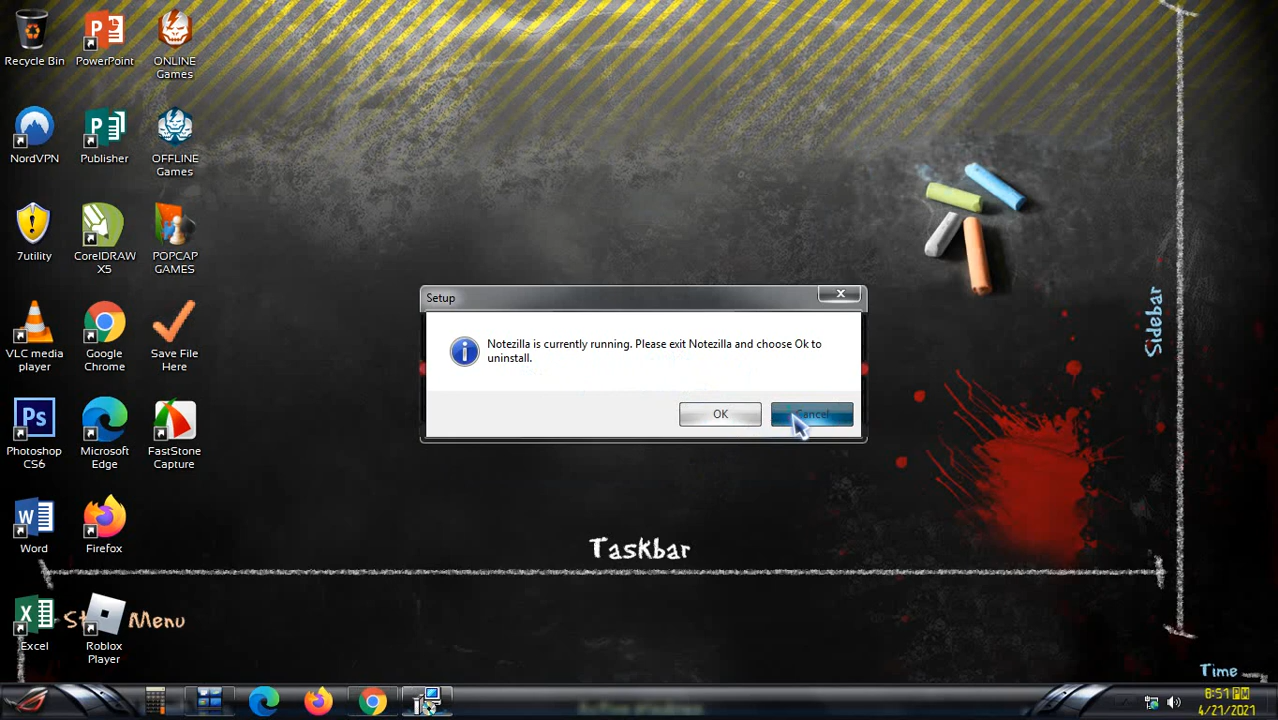 Recycle Bin
PowerPoint
ONLINE
Games
NordVPN
Publisher
OFFLINE
Games
7utility
CorelDRAW
X5
POPCAP
GAMES
VLC media
player
Google
Chrome
Save File
Here
Photoshop
CS6
Microsoft
Edge
FastStone
Capture
Word
Firefox
Excel
Roblox
Player
Menu
Setup
Notezilla is currently running. Please exit Notezilla and choose Ok to
uninstall.
OK
Cancel
Taskbar
Sidebar
Time
8:51 PM
4/21/2021